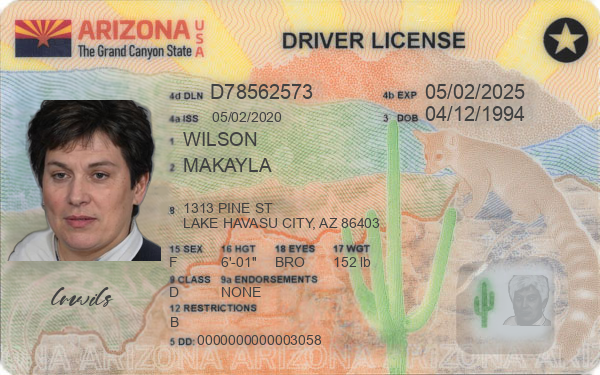 ARIZONA USA
The Grand Canyon State
DRIVER LICENSE
4d DLN D78562573 4b EXP 05/02/2025
4a ISS 05/02/2020 3 DOB 04/12/1994
1 WILSON
2 MAKAYLA
8 1313 PINE ST
LAKE HAVASU CITY, AZ 86403
15 SEX 16 HGT 18 EYES 17 WGT
F 6'-01" BRO 152 lb
9 CLASS 9a ENDORSEMENTS
D NONE
12 RESTRICTIONS
B
5 DD: 0000000000003058
ARIZONA ARIZONA ARIZONA ARIZONA